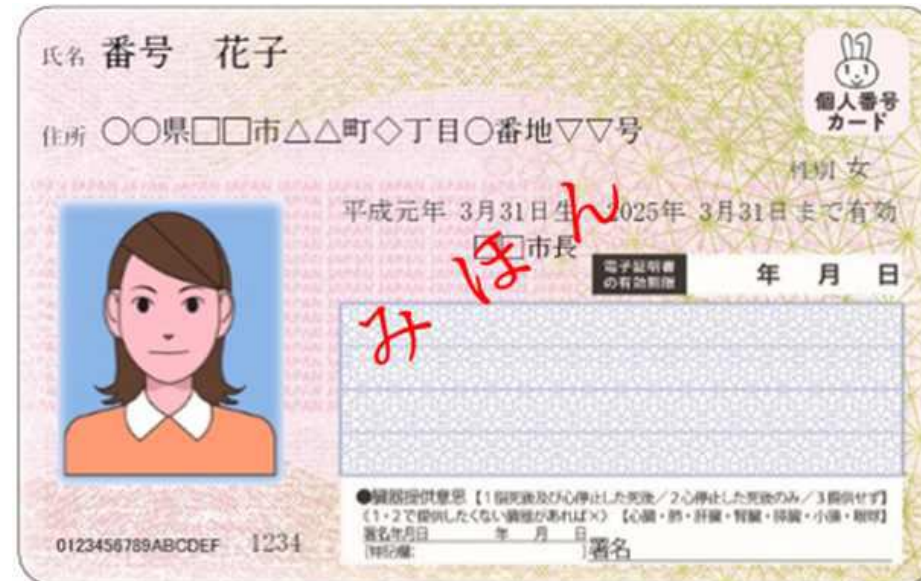 氏名 番号 花子
個人番号
カード
住所 ○○県□□市△△町◇丁目○番地▽▽号
性別 女
平成元年 3月31日生 2025年 3月31日まで有効
□□市長
みほん
電子証明書
の有効期限 年 月 日
●臓器提供意思【1脳死後及び心停止した死後／2心停止した死後のみ／3提供せず】
《1・2で提供したくない臓器があれば×》【心臓・肺・肝臓・腎臓・膵臓・小腸・眼球】
署名年月日 年 月 日
[特記欄: ] 署名
0123456789ABCDEF 1234